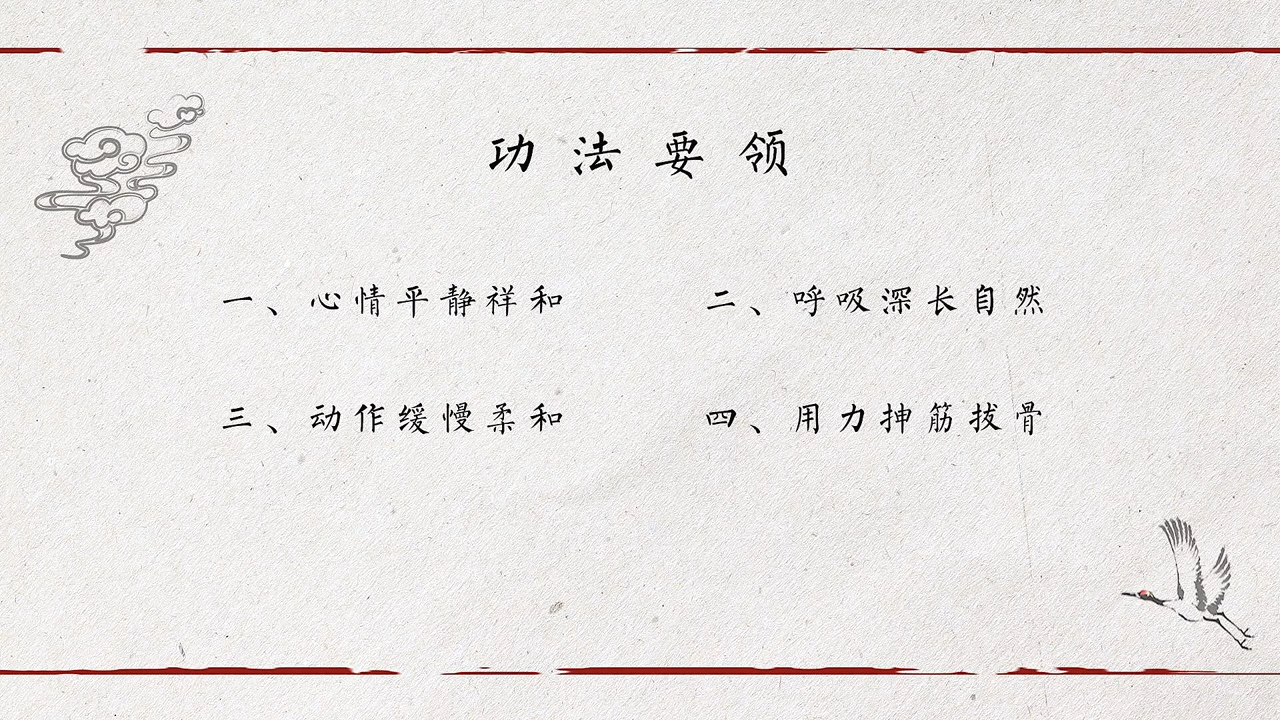 功法要领
一、心情平静祥和
二、呼吸深长自然
三、动作缓慢柔和
四、用力抻筋拔骨